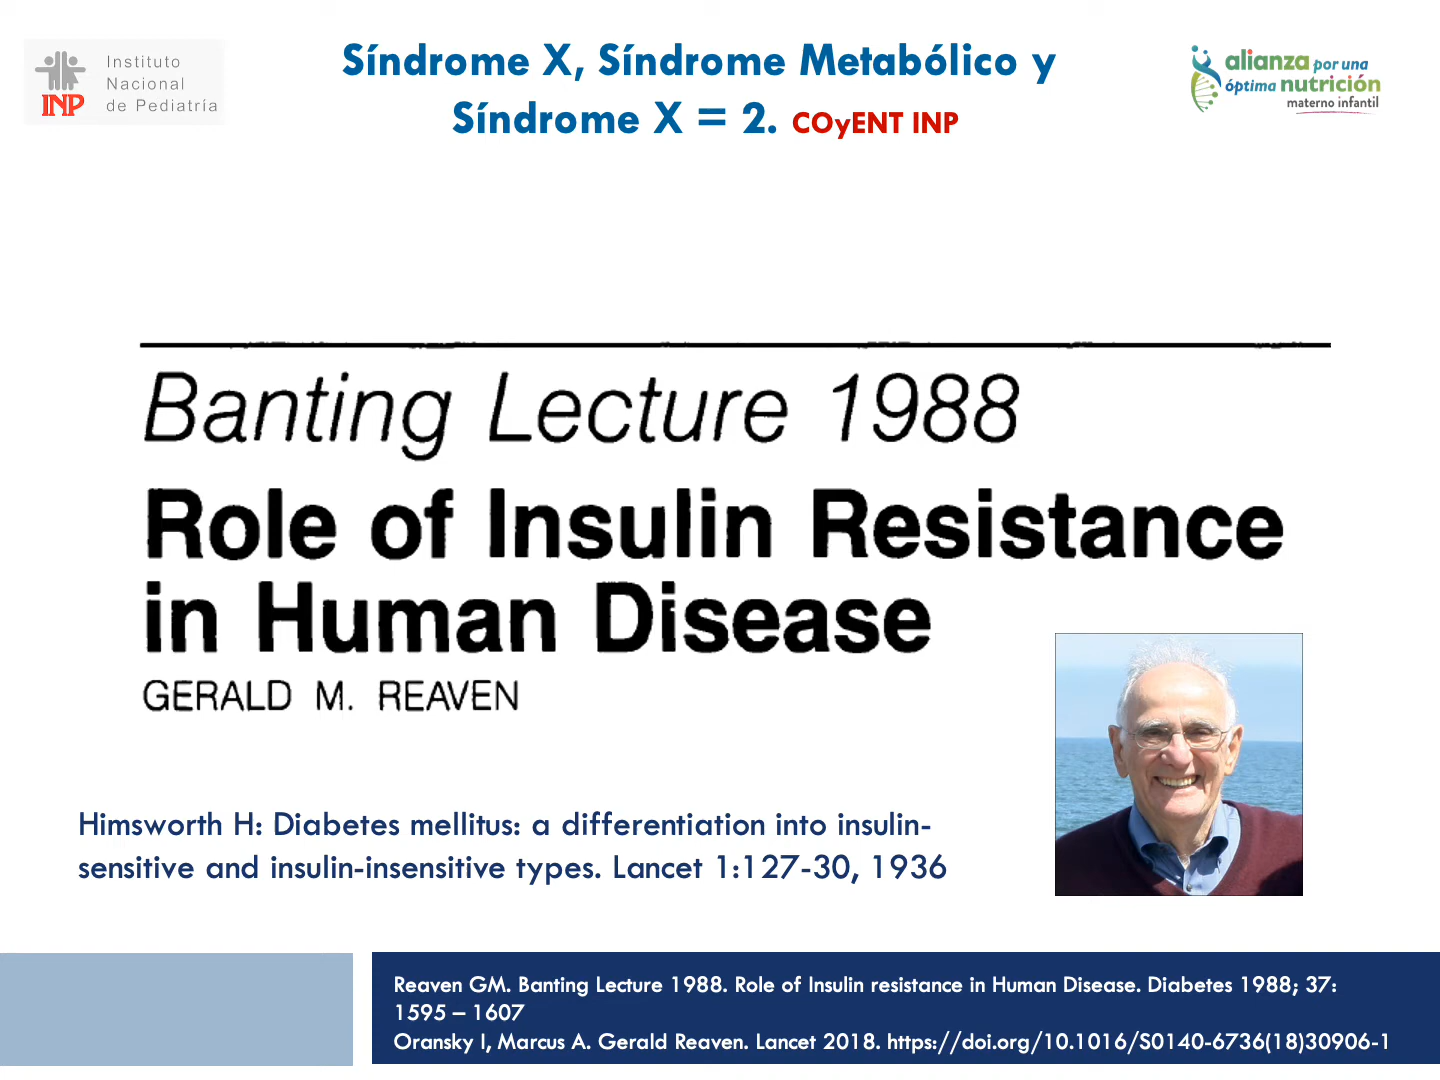 Instituto
Nacional
de Pediatría
INP
Síndrome X, Síndrome Metabólico y
Síndrome X = 2. COyENT INP
alianza por una
óptima nutrición
materno infantil
Banting Lecture 1988
Role of Insulin Resistance
in Human Disease
GERALD M. REAVEN
Himsworth H: Diabetes mellitus: a differentiation into insulin-
sensitive and insulin-insensitive types. Lancet 1:127-30, 1936
Reaven GM. Banting Lecture 1988. Role of Insulin resistance in Human Disease. Diabetes 1988; 37:
1595 – 1607
Oransky I, Marcus A. Gerald Reaven. Lancet 2018. https://doi.org/10.1016/S0140-6736(18)30906-1